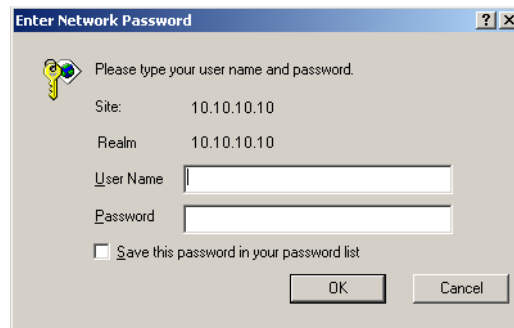 Enter Network Password
Please type your user name and password.
Site: 10.10.10.10
Realm 10.10.10.10
User Name
Password
Save this password in your password list
OK Cancel